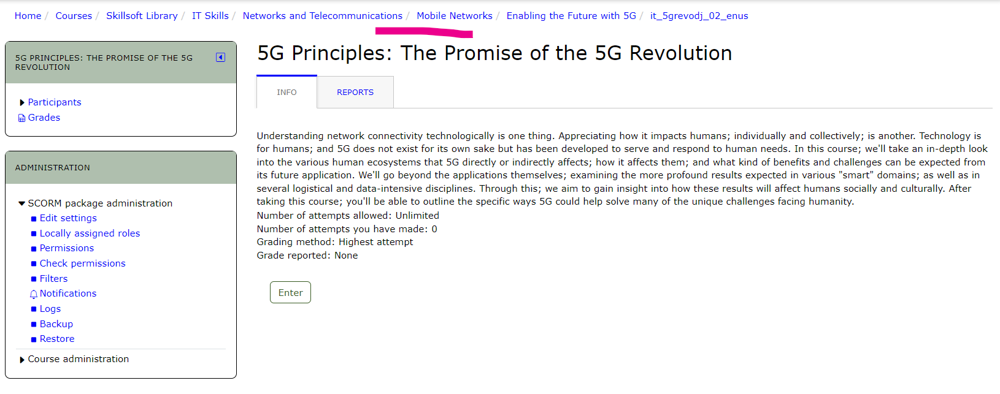 Home / Courses / Skillsoft Library / IT Skills / Networks and Telecommunications / Mobile Networks / Enabling the Future with 5G / it_5grevodj_02_enus
5G PRINCIPLES: THE PROMISE OF THE 5G
REVOLUTION
Participants
Grades
ADMINISTRATION
SCORM package administration
Edit settings
Locally assigned roles
Permissions
Check permissions
Filters
Notifications
Logs
Backup
Restore
Course administration
5G Principles: The Promise of the 5G Revolution
INFO
REPORTS
Understanding network connectivity technologically is one thing. Appreciating how it impacts humans; individually and collectively; is another. Technology is
for humans; and 5G does not exist for its own sake but has been developed to serve and respond to human needs. In this course; we'll take an in-depth look
into the various human ecosystems that 5G directly or indirectly affects; how it affects them; and what kind of benefits and challenges can be expected from
its future application. We'll go beyond the applications themselves; examining the more profound results expected in various "smart" domains; as well as in
several logistical and data-intensive disciplines. Through this; we aim to gain insight into how these results will affect humans socially and culturally. After
taking this course; you'll be able to outline the specific ways 5G could help solve many of the unique challenges facing humanity.
Number of attempts allowed: Unlimited
Number of attempts you have made: 0
Grading method: Highest attempt
Grade reported: None
Enter